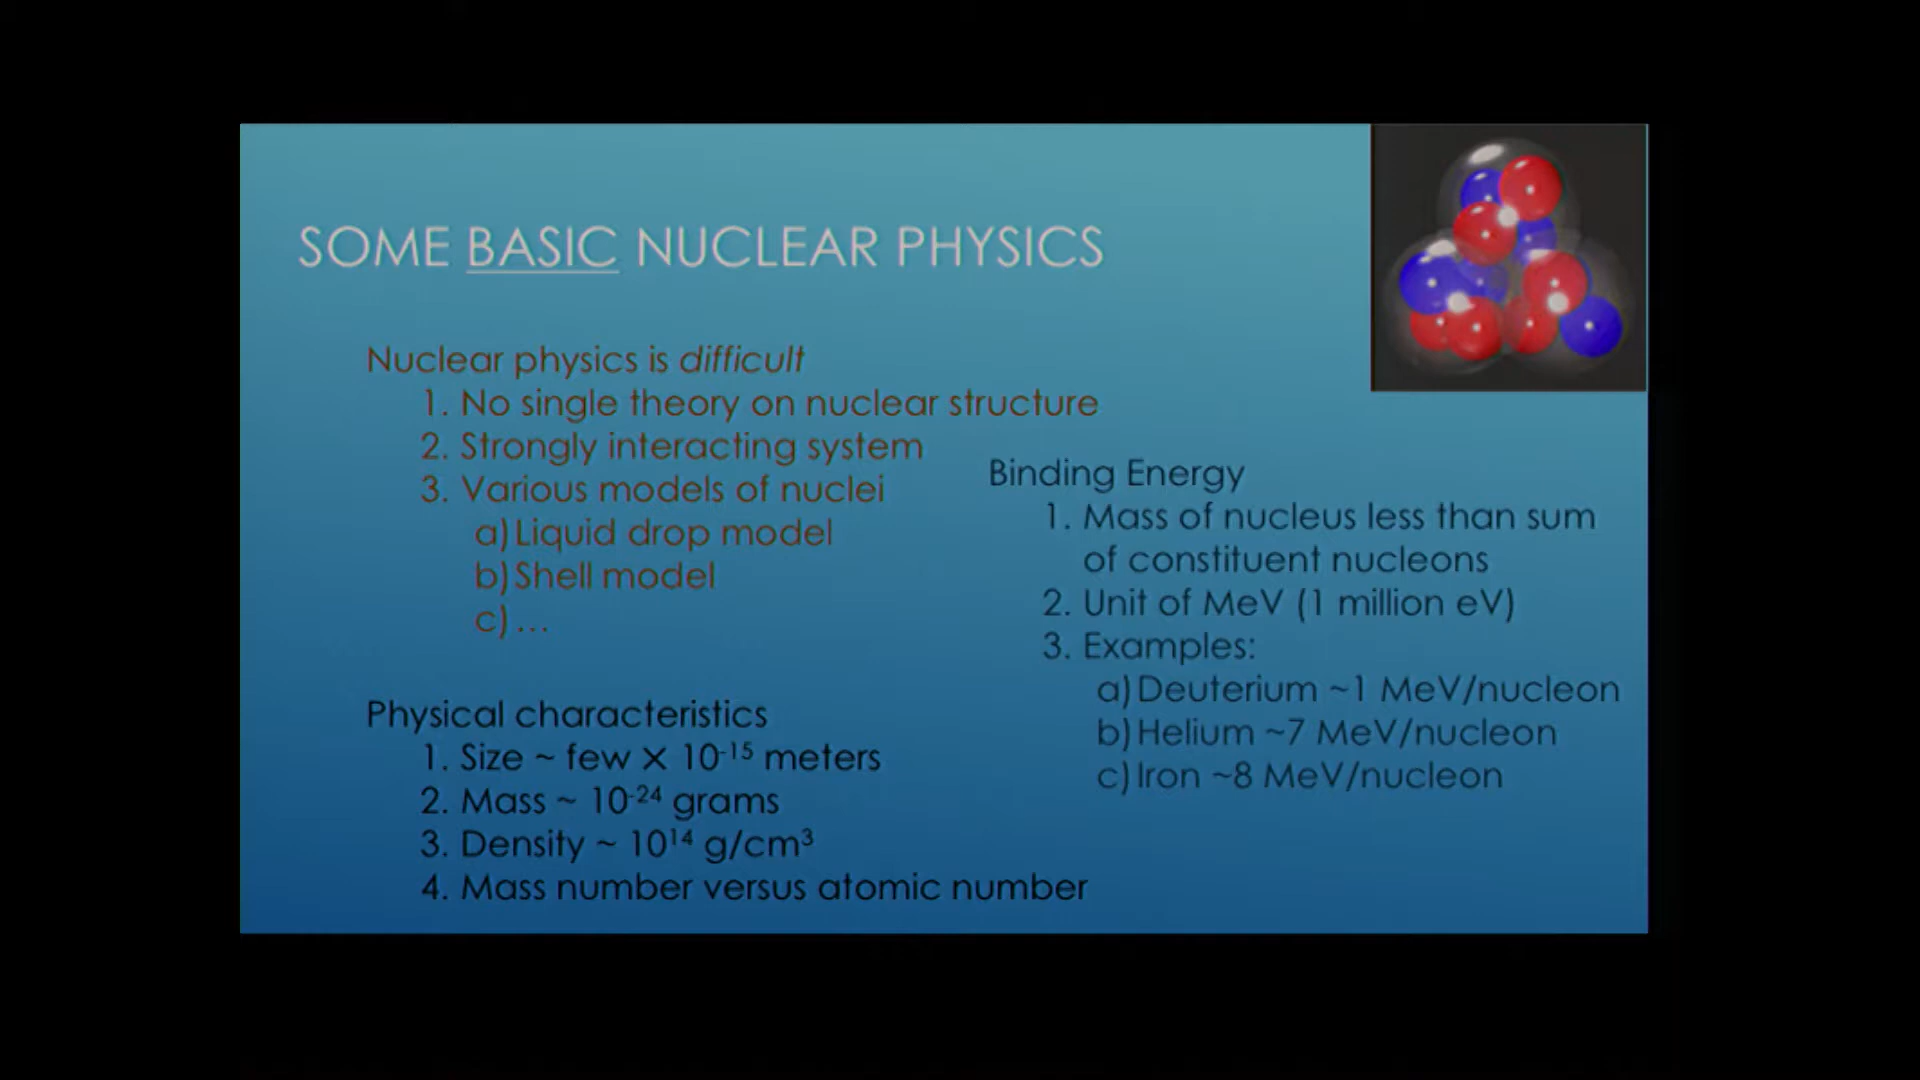 SOME BASIC NUCLEAR PHYSICS
Nuclear physics is difficult
1. No single theory on nuclear structure
2. Strongly interacting system
3. Various models of nuclei
a) Liquid drop model
b) Shell model
c) …
Physical characteristics
1. Size ~ few × 10⁻¹⁵ meters
2. Mass ~ 10⁻²⁴ grams
3. Density ~ 10¹⁴ g/cm³
4. Mass number versus atomic number
Binding Energy
1. Mass of nucleus less than sum
of constituent nucleons
2. Unit of MeV (1 million eV)
3. Examples:
a) Deuterium ~1 MeV/nucleon
b) Helium ~7 MeV/nucleon
c) Iron ~8 MeV/nucleon